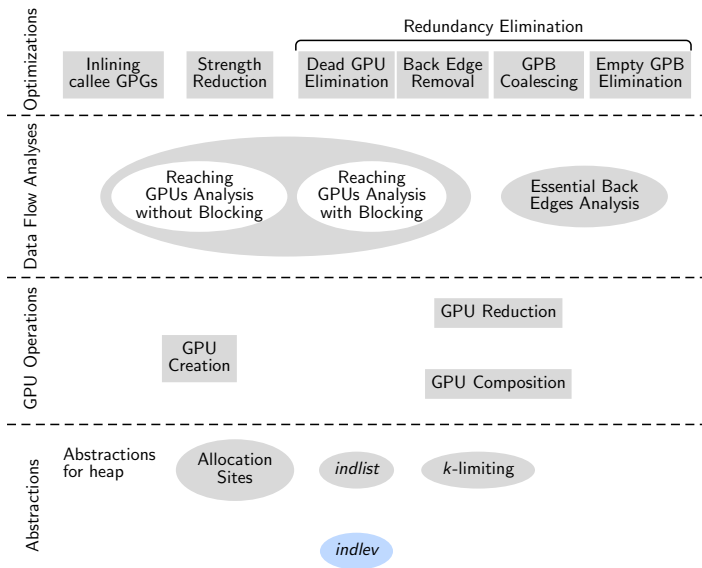 Redundancy Elimination
Optimizations
Inlining
callee GPGs
Strength
Reduction
Dead GPU
Elimination
Back Edge
Removal
GPB
Coalescing
Empty GPB
Elimination
Data Flow Analyses
Reaching
GPUs Analysis
without Blocking
Reaching
GPUs Analysis
with Blocking
Essential Back
Edges Analysis
GPU Operations
GPU
Creation
GPU Reduction
GPU Composition
Abstractions
Abstractions
for heap
Allocation
Sites
indlist
k-limiting
indlev